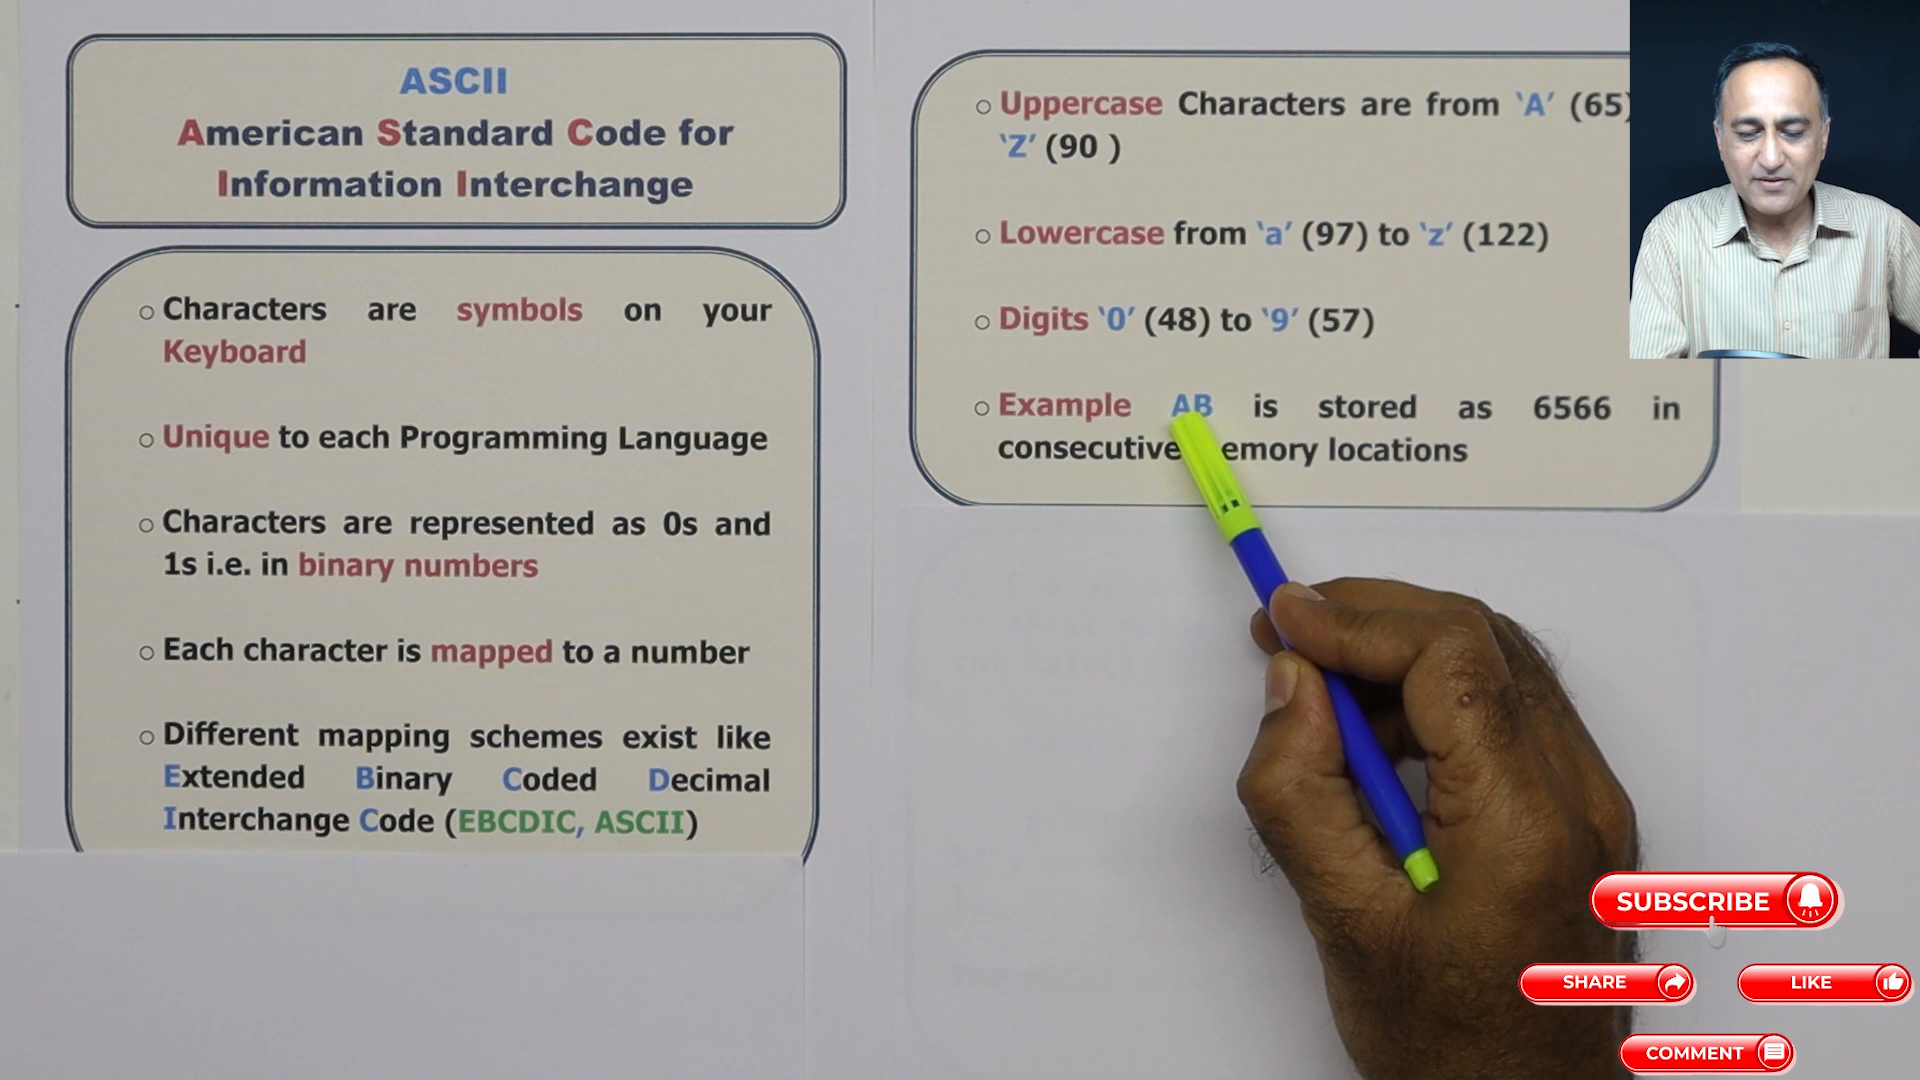 ASCII
American Standard Code for
Information Interchange
Characters are symbols on your
Keyboard
Unique to each Programming Language
Characters are represented as 0s and
1s i.e. in binary numbers
Each character is mapped to a number
Different mapping schemes exist like
Extended Binary Coded Decimal
Interchange Code (EBCDIC, ASCII)
Uppercase Characters are from ‘A’ (65)
‘Z’ (90 )
Lowercase from ‘a’ (97) to ‘z’ (122)
Digits ‘0’ (48) to ‘9’ (57)
Example AB is stored as 6566 in
consecutive locations
SUBSCRIBE
SHARE
LIKE
COMMENT